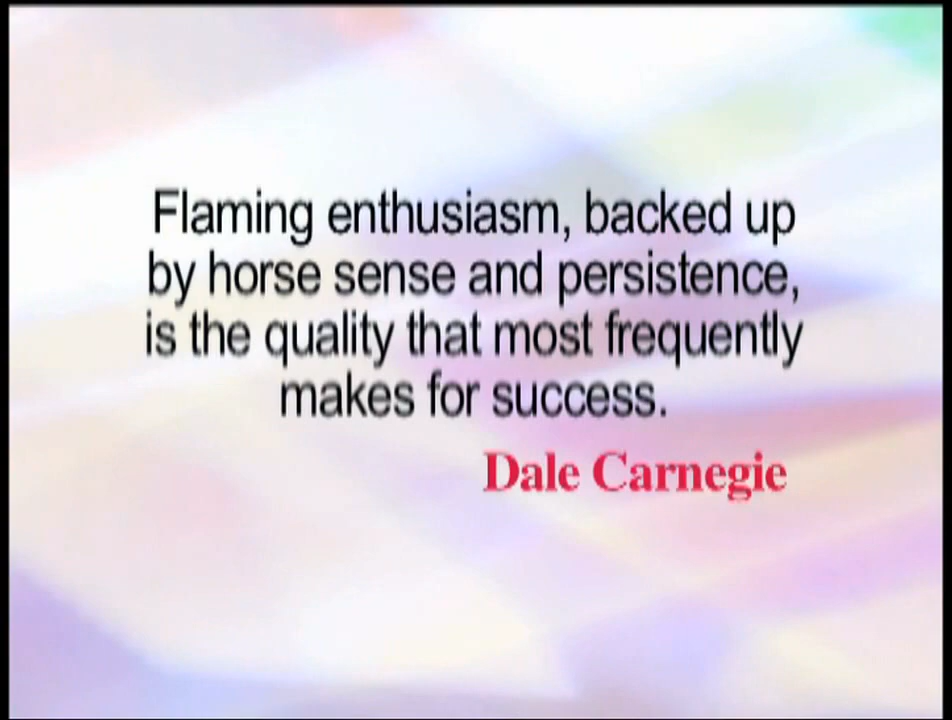 Flaming enthusiasm, backed up
by horse sense and persistence,
is the quality that most frequently
makes for success.
Dale Carnegie